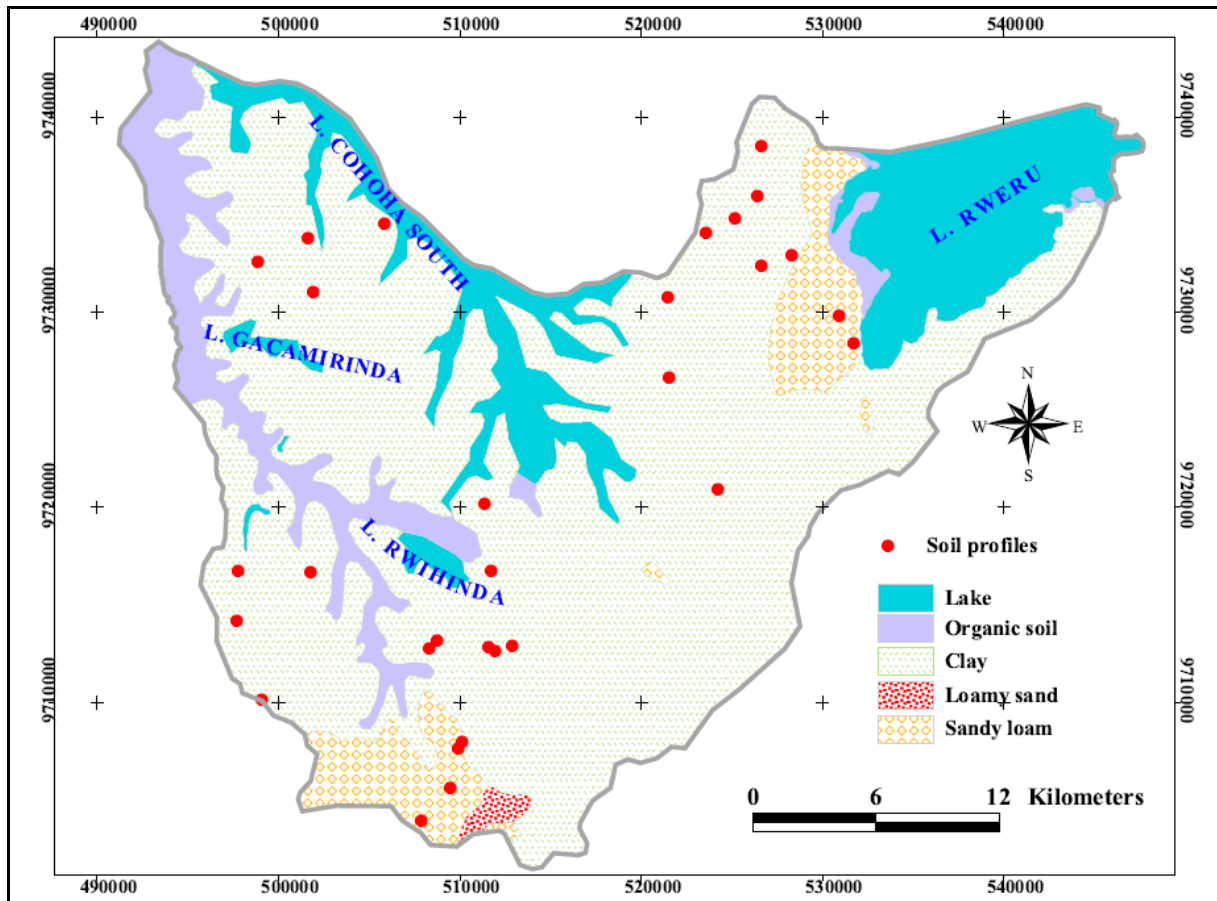 490000 500000 510000 520000 530000 540000
9740000
9740000
L. COHOHA SOUTH
L. RWERU
9730000
9730000
L. GACAMIRINDA
N
W E
S
9720000
9720000
L. RWIHINDA
Soil profiles
Lake
Organic soil
Clay
Loamy sand
Sandy loam
9710000
9710000
0 6 12 Kilometers
490000 500000 510000 520000 530000 540000